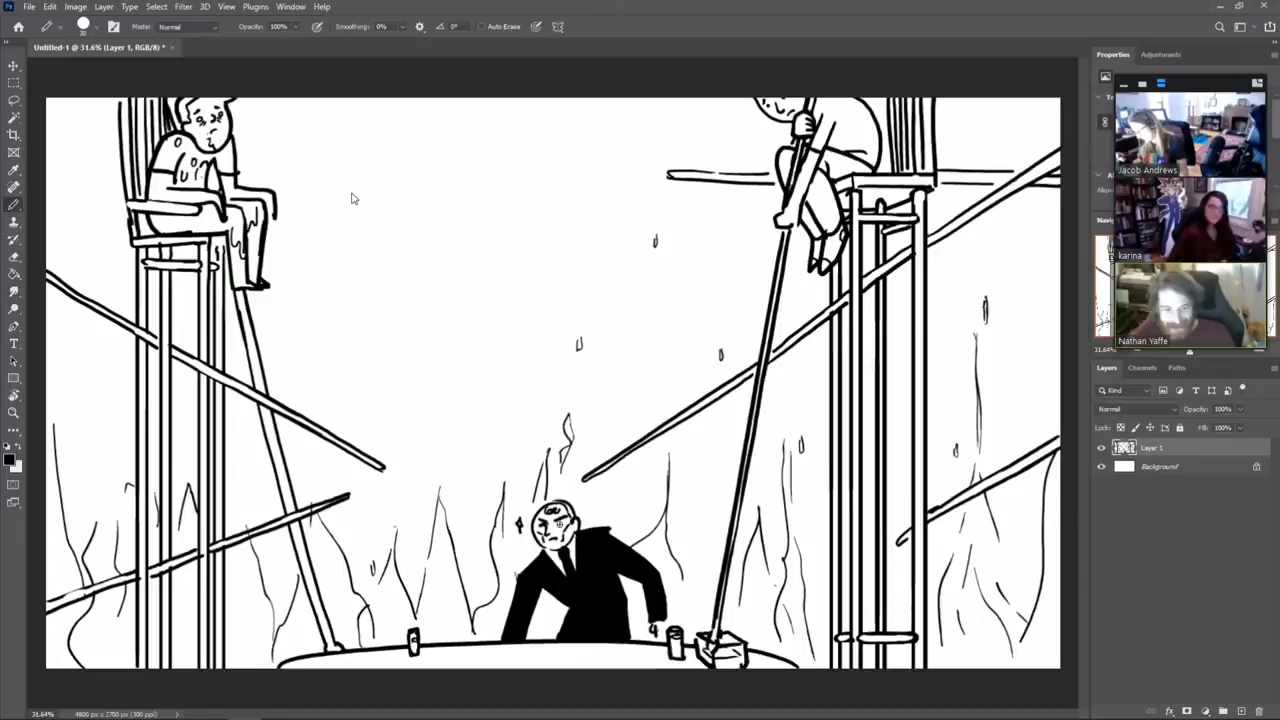 File Edit Image Layer Type Select Filter 3D View Plugins Window Help
Mode: Normal Opacity: 100% Smoothing: 0% 0° Auto Erase
Untitled-1 @ 31.6% (Layer 1, RGB/8) * ×
Properties Adjustments
Jacob Andrews
karina
Nathan Yaffe
Layers Channels Paths
Kind
Normal Opacity: 100%
Lock: Fill: 100%
Layer 1
Background
31.64% 4800 px x 2700 px (300 ppi)